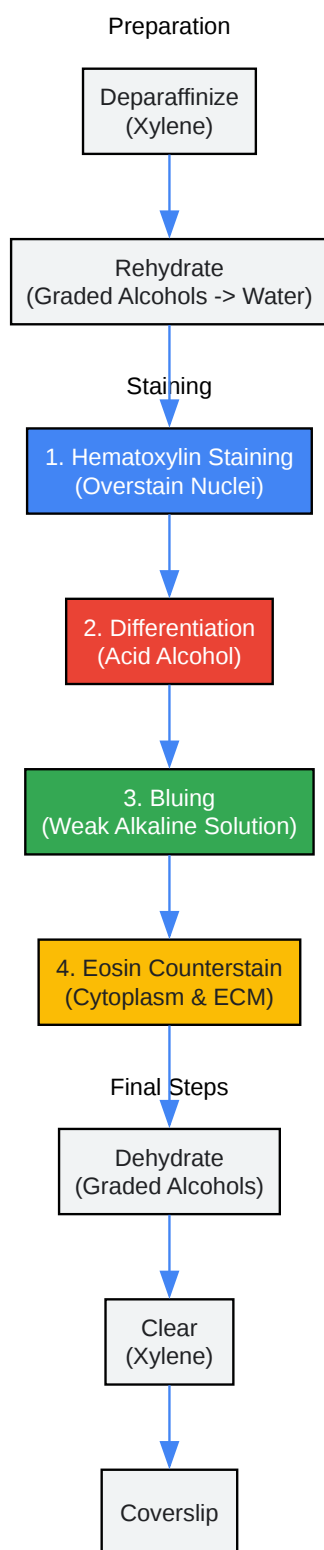 Preparation
Deparaffinize
(Xylene)
Rehydrate
(Graded Alcohols -> Water)
Staining
1. Hematoxylin Staining
(Overstain Nuclei)
2. Differentiation
(Acid Alcohol)
3. Bluing
(Weak Alkaline Solution)
4. Eosin Counterstain
(Cytoplasm & ECM)
Final Steps
Dehydrate
(Graded Alcohols)
Clear
(Xylene)
Coverslip